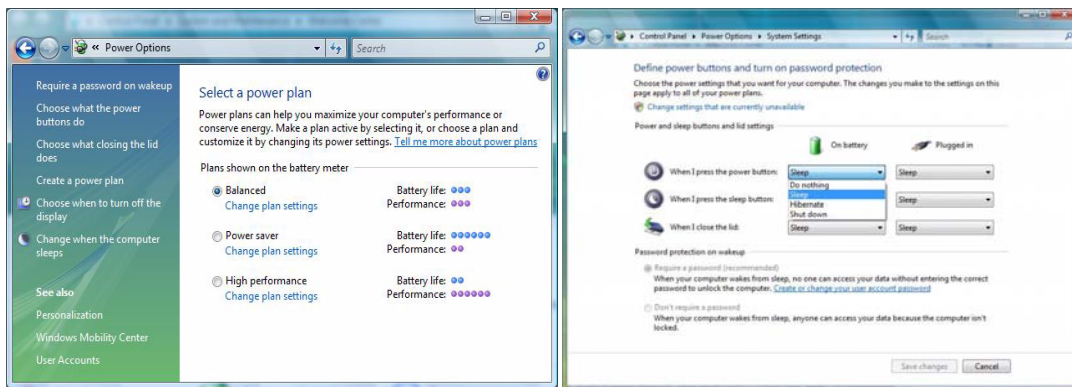 « Power Options
Search
Require a password on wakeup
Choose what the power
buttons do
Choose what closing the lid
does
Create a power plan
Choose when to turn off the
display
Change when the computer
sleeps
See also
Personalization
Windows Mobility Center
User Accounts
Select a power plan
Power plans can help you maximize your computer's performance or
conserve energy. Make a plan active by selecting it, or choose a plan and
customize it by changing its power settings. Tell me more about power plans
Plans shown on the battery meter
Balanced Battery life:
Change plan settings Performance:
Power saver Battery life:
Change plan settings Performance:
High performance Battery life:
Change plan settings Performance:
Control Panel ▸ Power Options ▸ System Settings
Search
Define power buttons and turn on password protection
Choose the power settings that you want for your computer. The changes you make to the settings on this
page apply to all of your power plans.
Change settings that are currently unavailable
Power and sleep buttons and lid settings
On battery Plugged in
When I press the power button: Sleep Sleep
Do nothing
Sleep
Hibernate
Shut down
When I press the sleep button: Sleep
When I close the lid: Sleep Sleep
Password protection on wakeup
Require a password (recommended)
When your computer wakes from sleep, no one can access your data without entering the correct
password to unlock the computer. Create or change your user account password
Don't require a password
When your computer wakes from sleep, anyone can access your data because the computer isn't
locked.
Save changes Cancel